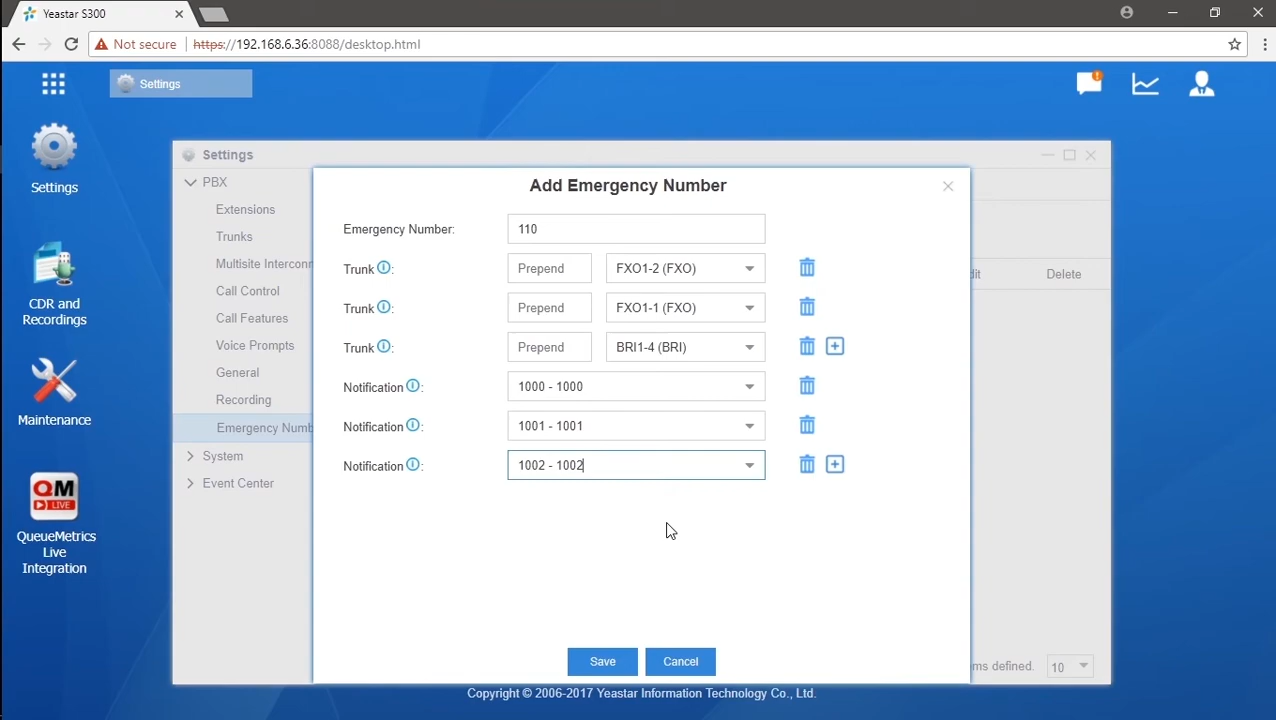 Yeastar S300
Not secure https://192.168.6.36:8088/desktop.html
Settings
Settings
CDR and
Recordings
Maintenance
QM
LIVE
QueueMetrics
Live
Integration
Settings
PBX
Extensions
Trunks
Multisite Interconn
Call Control
Call Features
Voice Prompts
General
Recording
Emergency Numb
System
Event Center
Add Emergency Number
Emergency Number: 110
Trunk : Prepend FXO1-2 (FXO)
Trunk : Prepend FXO1-1 (FXO)
Trunk : Prepend BRI1-4 (BRI)
Notification : 1000 - 1000
Notification : 1001 - 1001
Notification : 1002 - 1002
Save Cancel
dit Delete
ms defined. 10
Copyright © 2006-2017 Yeastar Information Technology Co., Ltd.